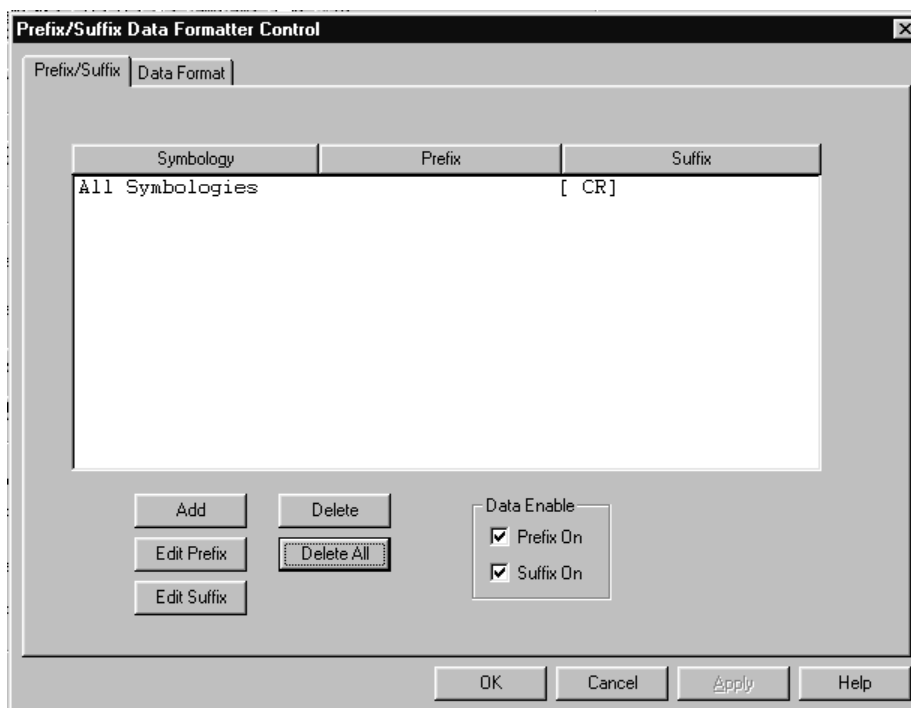 Prefix/Suffix Data Formatter Control
Prefix/Suffix Data Format
Symbology Prefix Suffix
All Symbologies [ CR]
Add Delete
Edit Prefix Delete All
Edit Suffix
Data Enable
Prefix On
Suffix On
OK Cancel Apply Help